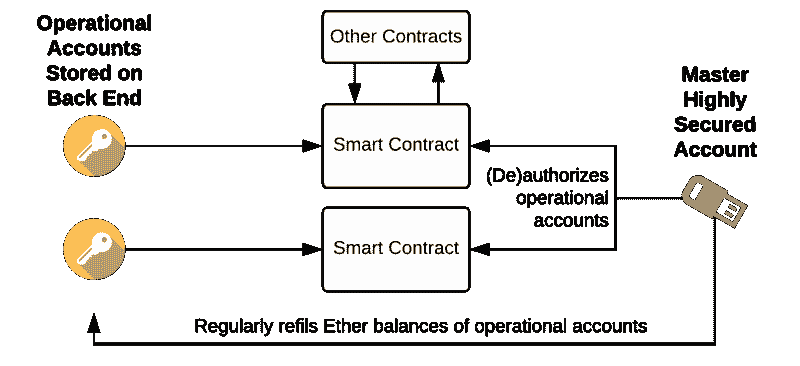 Operational
Accounts
Stored on
Back End
Other Contracts
Master
Highly
Secured
Account
Smart Contract
(De)authorizes
operational
accounts
Smart Contract
Regularly refils Ether balances of operational accounts